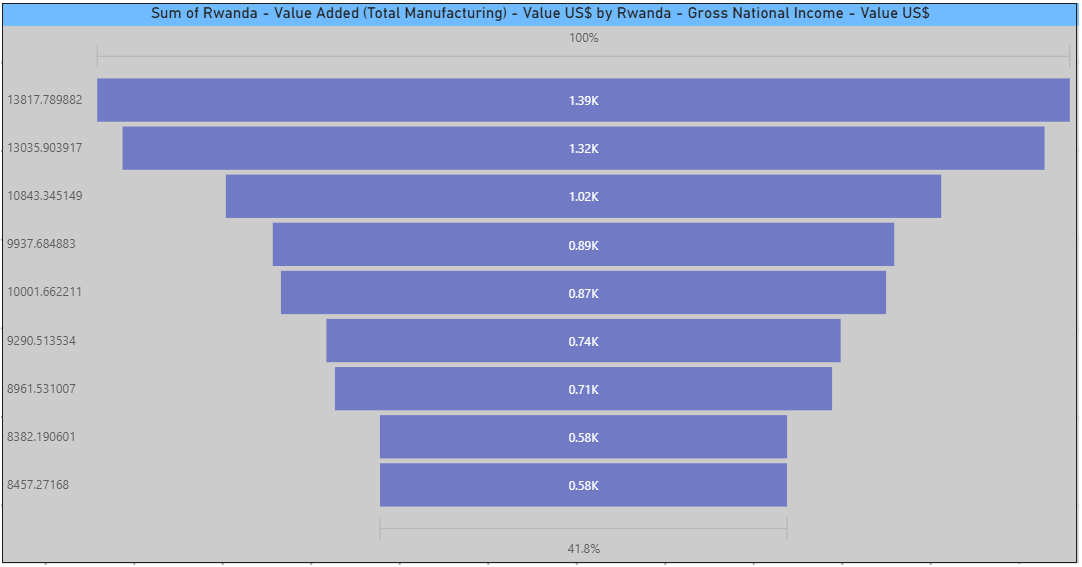 Sum of Rwanda - Value Added (Total Manufacturing) - Value US$ by Rwanda - Gross National Income - Value US$
100%
13817.789882 1.39K
13035.903917 1.32K
10843.345149 1.02K
9937.684883 0.89K
10001.662211 0.87K
9290.513534 0.74K
8961.531007 0.71K
8382.190601 0.58K
8457.27168 0.58K
41.8%